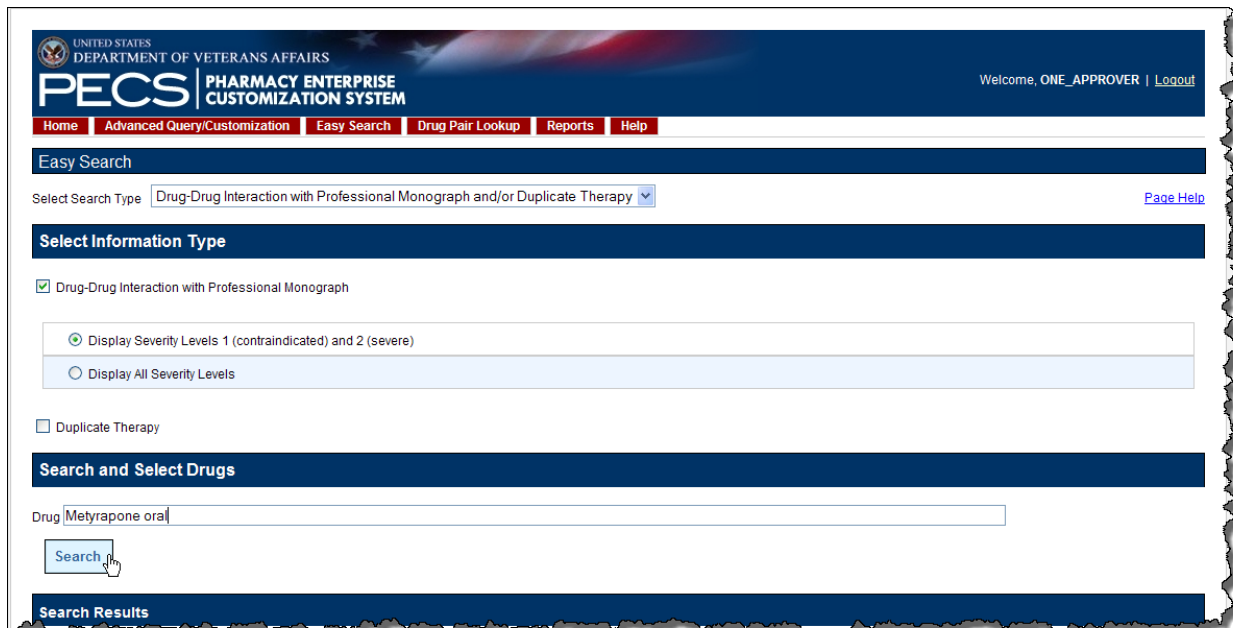 UNITED STATES
DEPARTMENT OF VETERANS AFFAIRS
PECS PHARMACY ENTERPRISE
CUSTOMIZATION SYSTEM
Welcome, ONE_APPROVER | Logout
Home Advanced Query/Customization Easy Search Drug Pair Lookup Reports Help
Easy Search
Select Search Type Drug-Drug Interaction with Professional Monograph and/or Duplicate Therapy
Page Help
Select Information Type
Drug-Drug Interaction with Professional Monograph
Display Severity Levels 1 (contraindicated) and 2 (severe)
Display All Severity Levels
Duplicate Therapy
Search and Select Drugs
Drug Metyrapone oral
Search
Search Results